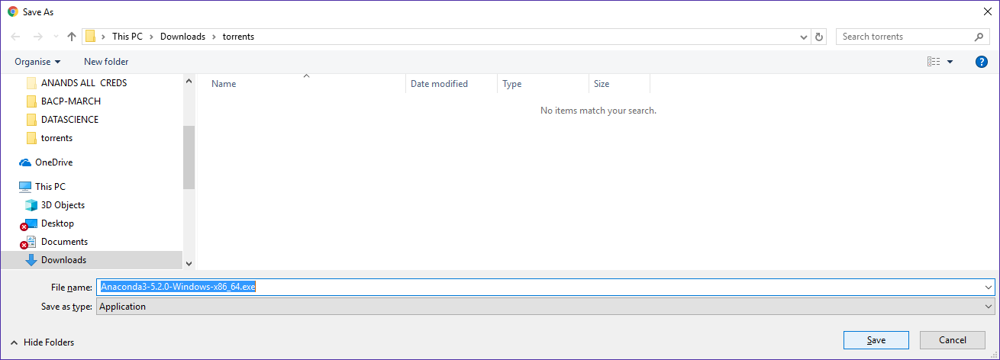 Save As
This PC Downloads torrents
Search torrents
Organise New folder
Name Date modified Type Size
No items match your search.
ANANDS ALL CREDS
BACP-MARCH
DATASCIENCE
torrents
OneDrive
This PC
3D Objects
Desktop
Documents
Downloads
File name: Anaconda3-5.2.0-Windows-x86_64.exe
Save as type: Application
Hide Folders Save Cancel